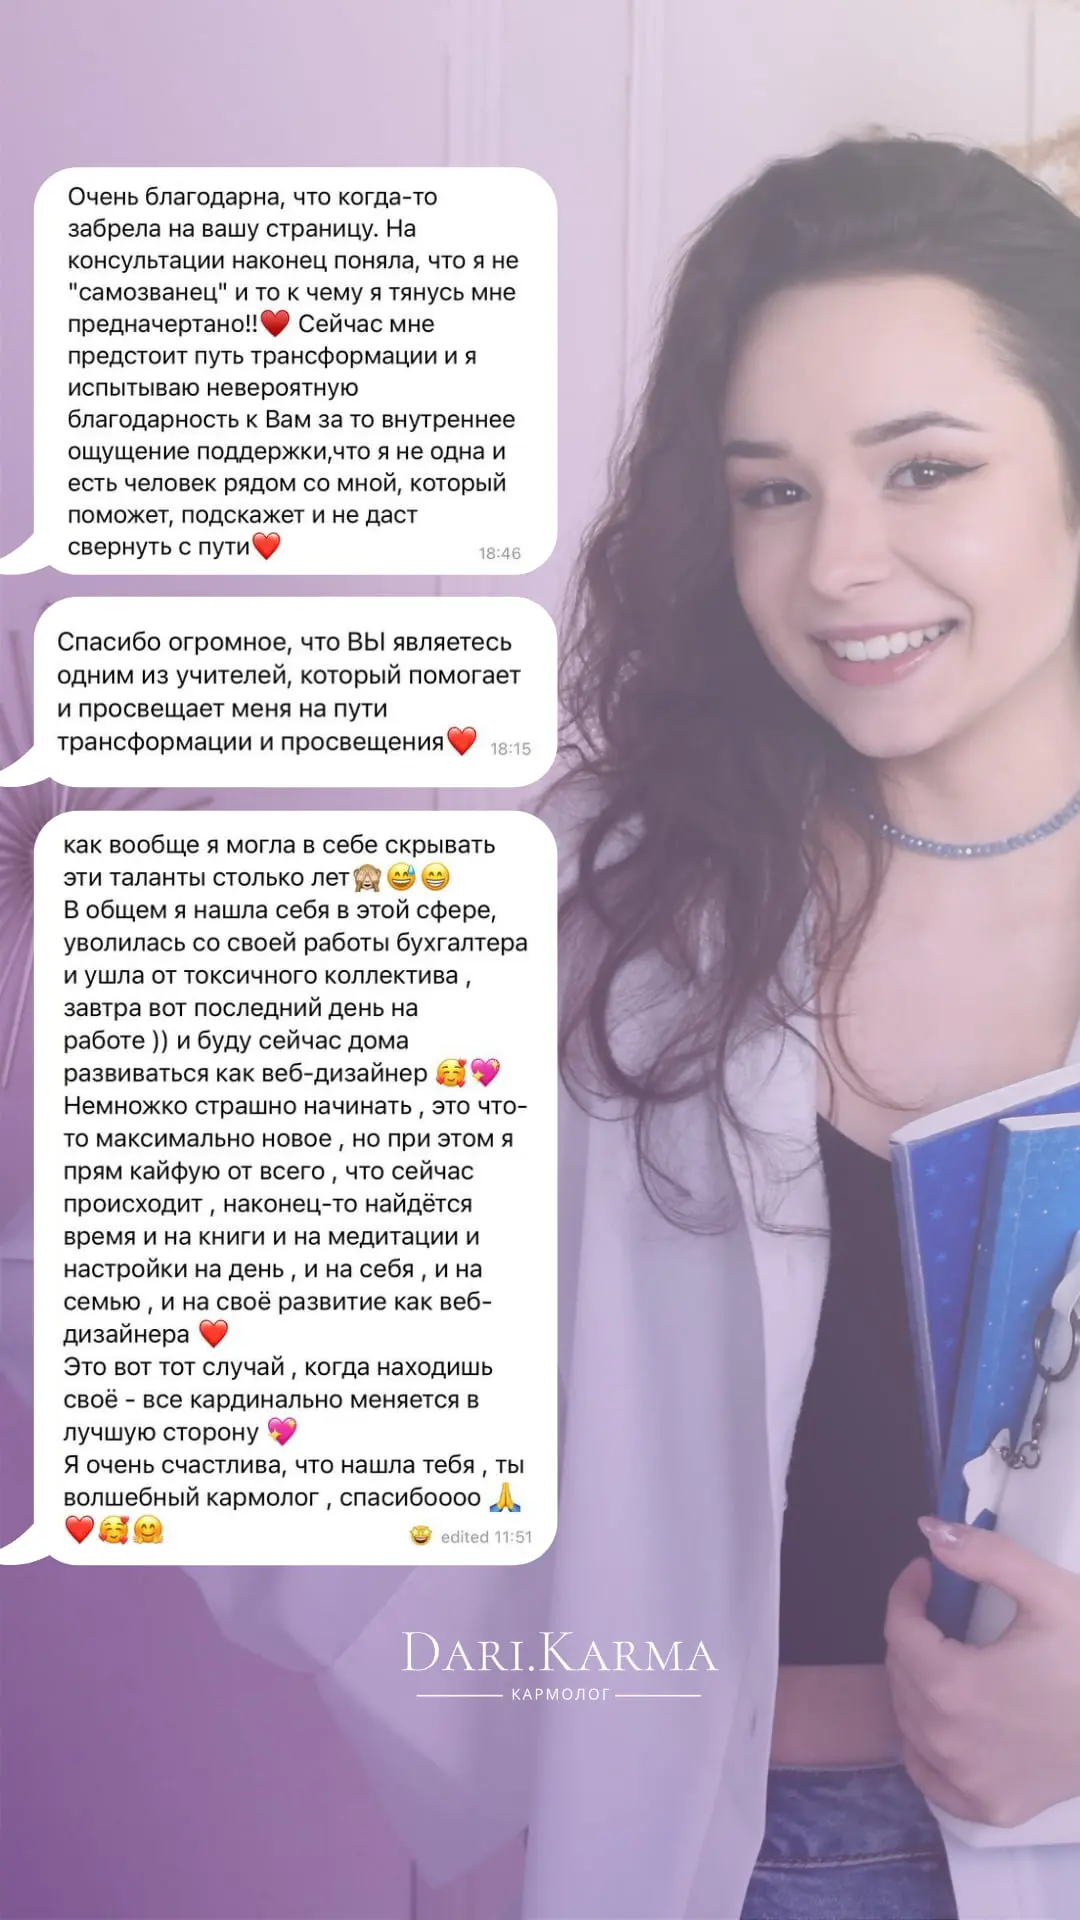 Очень благодарна, что когда-то
забрела на вашу страницу. На
консультации наконец поняла, что я не
"самозванец" и то к чему я тянусь мне
предначертано!!♥️ Сейчас мне
предстоит путь трансформации и я
испытываю невероятную
благодарность к Вам за то внутреннее
ощущение поддержки,что я не одна и
есть человек рядом со мной, который
поможет, подскажет и не даст
свернуть с пути❤️
18:46
Спасибо огромное, что ВЫ являетесь
одним из учителей, который помогает
и просвещает меня на пути
трансформации и просвещения❤️ 18:15
как вообще я могла в себе скрывать
эти таланты столько лет🙈😅😁
В общем я нашла себя в этой сфере,
уволилась со своей работы бухгалтера
и ушла от токсичного коллектива ,
завтра вот последний день на
работе )) и буду сейчас дома
развиваться как веб-дизайнер 🥰💖
Немножко страшно начинать , это что-
то максимально новое , но при этом я
прям кайфую от всего , что сейчас
происходит , наконец-то найдётся
время и на книги и на медитации и
настройки на день , и на себя , и на
семью , и на своё развитие как веб-
дизайнера ❤️
Это вот тот случай , когда находишь
своё - все кардинально меняется в
лучшую сторону 💖
Я очень счастлива, что нашла тебя , ты
волшебный кармолог , спасибоооо 🙏
❤️🥰🤗
🤩 edited 11:51
DARI.KARMA
КАРМОЛОГ